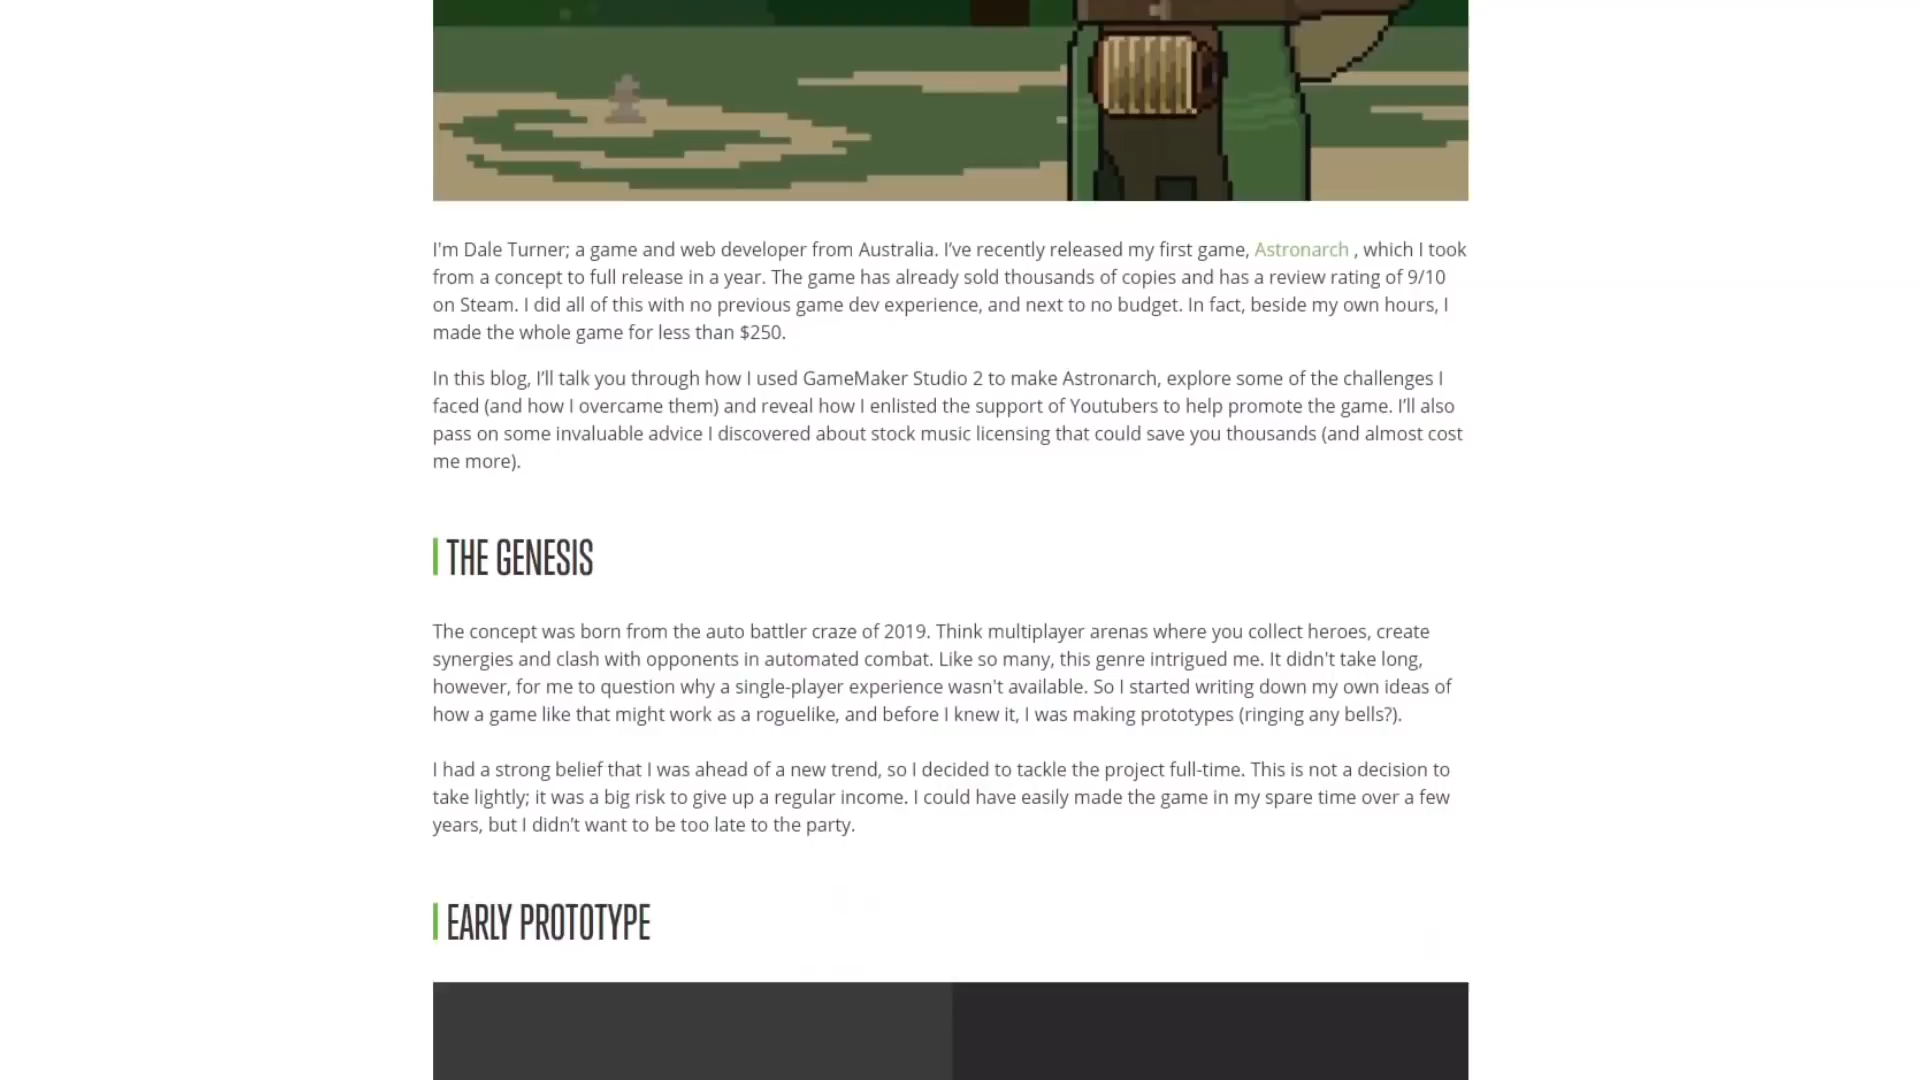 I'm Dale Turner; a game and web developer from Australia. I’ve recently released my first game, Astronarch , which I took
from a concept to full release in a year. The game has already sold thousands of copies and has a review rating of 9/10
on Steam. I did all of this with no previous game dev experience, and next to no budget. In fact, beside my own hours, I
made the whole game for less than $250.
In this blog, I’ll talk you through how I used GameMaker Studio 2 to make Astronarch, explore some of the challenges I
faced (and how I overcame them) and reveal how I enlisted the support of Youtubers to help promote the game. I’ll also
pass on some invaluable advice I discovered about stock music licensing that could save you thousands (and almost cost
me more).
THE GENESIS
The concept was born from the auto battler craze of 2019. Think multiplayer arenas where you collect heroes, create
synergies and clash with opponents in automated combat. Like so many, this genre intrigued me. It didn't take long,
however, for me to question why a single-player experience wasn't available. So I started writing down my own ideas of
how a game like that might work as a roguelike, and before I knew it, I was making prototypes (ringing any bells?).
I had a strong belief that I was ahead of a new trend, so I decided to tackle the project full-time. This is not a decision to
take lightly; it was a big risk to give up a regular income. I could have easily made the game in my spare time over a few
years, but I didn’t want to be too late to the party.
EARLY PROTOTYPE